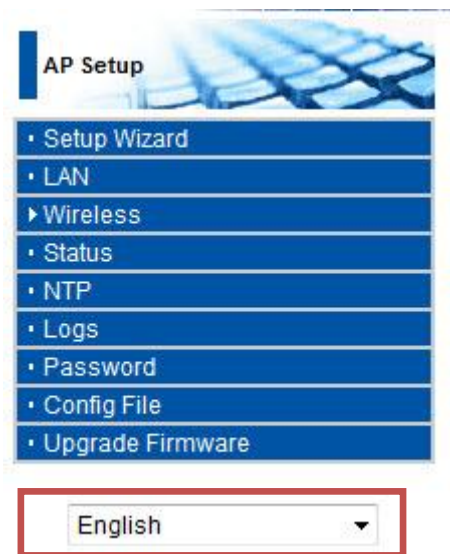 AP Setup
Setup Wizard
LAN
Wireless
Status
NTP
Logs
Password
Config File
Upgrade Firmware
English